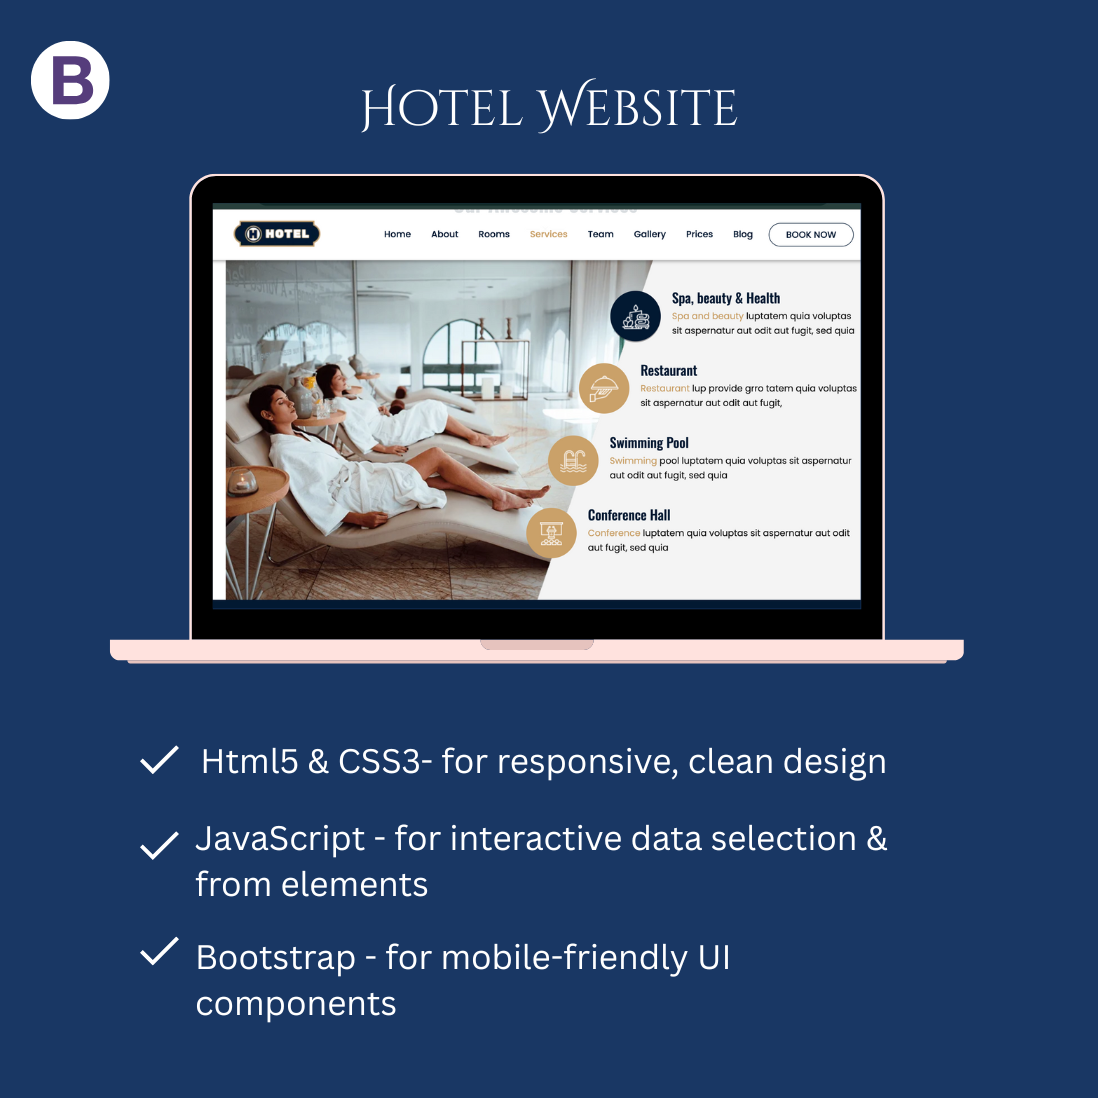 B
HOTEL WEBSITE
Our Awesome Services
H HOTEL
Home About Rooms Services Team Gallery Prices Blog BOOK NOW
Spa, beauty & Health
Spa and beauty luptatem quia voluptas
sit aspernatur aut odit aut fugit, sed quia
Restaurant
Restaurant lup provide grro tatem quia voluptas
sit aspernatur aut odit aut fugit,
Swimming Pool
Swimming pool luptatem quia voluptas sit aspernatur
aut odit aut fugit, sed quia
Conference Hall
Conference luptatem quia voluptas sit aspernatur aut odit
aut fugit, sed quia
Html5 & CSS3- for responsive, clean design
JavaScript - for interactive data selection &
from elements
Bootstrap - for mobile-friendly UI
components